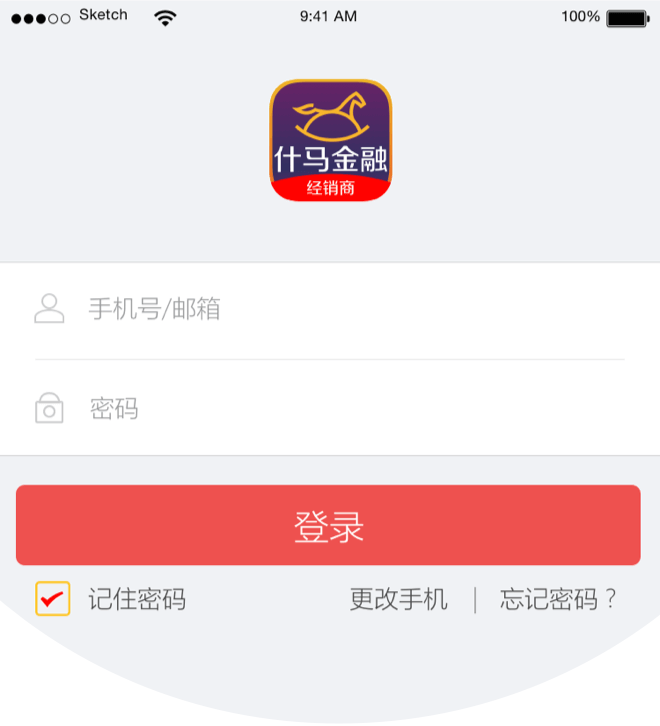 Sketch 9:41 AM 100%
什马金融
经销商
手机号/邮箱
密码
登录
记住密码 更改手机 | 忘记密码？